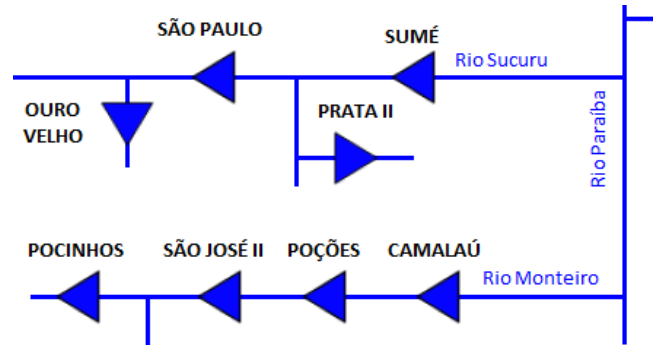 SÃO PAULO
SUMÉ
Rio Sucuru
OURO
VELHO
PRATA II
Rio Paraíba
POCINHOS
SÃO JOSÉ II
POÇÕES
CAMALAÚ
Rio Monteiro